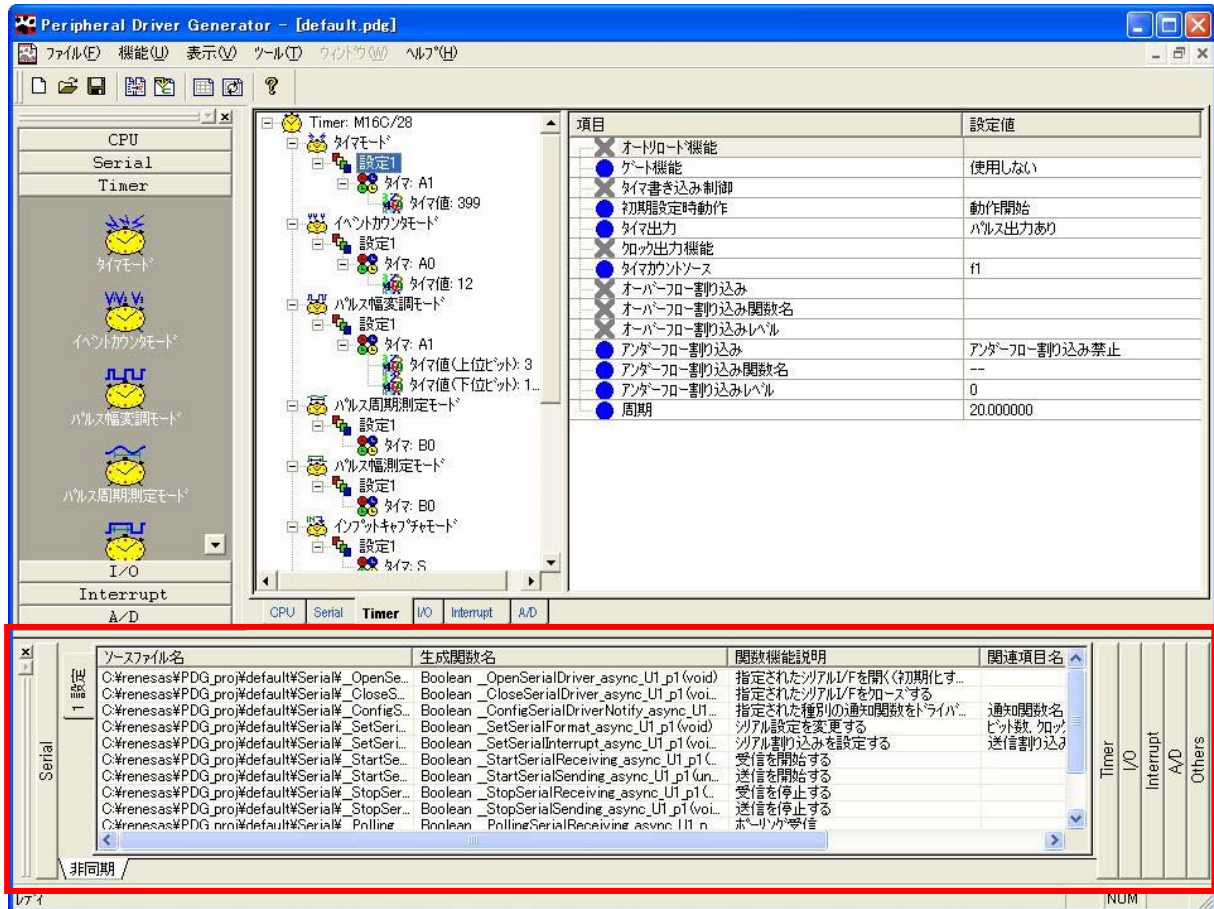 Peripheral Driver Generator - [default.pdg]
ファイル(F) 機能(U) 表示(V) ツール(T) ウィンドウ(W) ヘルプ(H)
CPU
Serial
Timer
タイマモード
イベントカウンタモード
パルス幅変調モード
パルス周期測定モード
I/O
Interrupt
A/D
Timer: M16C/28
タイマモード
設定1
タイマ: A1
タイマ値: 399
イベントカウンタモード
設定1
タイマ: A0
タイマ値: 12
パルス幅変調モード
設定1
タイマ: A1
タイマ値(上位ビット): 3
タイマ値(下位ビット): 1...
パルス周期測定モード
設定1
タイマ: B0
パルス幅測定モード
設定1
タイマ: B0
インプットキャプチャモード
設定1
タイマ: S
CPU Serial Timer I/O Interrupt A/D
項目 設定値
オートリロード機能
ゲート機能 使用しない
タイマ書き込み制御
初期設定時動作 動作開始
タイマ出力 パルス出力あり
クロック出力機能
タイマカウントソース f1
オーバーフロー割り込み
オーバーフロー割り込み関数名
オーバーフロー割り込みレベル
アンダーフロー割り込み アンダーフロー割り込み禁止
アンダーフロー割り込み関数名 --
アンダーフロー割り込みレベル 0
周期 20.000000
Serial
設定1
ソースファイル名 生成関数名 関数機能説明 関連項目名
C:¥renesas¥PDG_proj¥default¥Serial¥_OpenSe... Boolean _OpenSerialDriver_async_U1_p1(void) 指定されたシリアルI/Fを開く(初期化す...
C:¥renesas¥PDG_proj¥default¥Serial¥_CloseS... Boolean _CloseSerialDriver_async_U1_p1(voi... 指定されたシリアルI/Fをクローズする
C:¥renesas¥PDG_proj¥default¥Serial¥_ConfigS... Boolean _ConfigSerialDriverNotify_async_U1... 指定された種別の通知関数をドライバ... 通知関数名
C:¥renesas¥PDG_proj¥default¥Serial¥_SetSeri... Boolean _SetSerialFormat_async_U1_p1(void) シリアル設定を変更する ビット数, クロッ
C:¥renesas¥PDG_proj¥default¥Serial¥_SetSeri... Boolean _SetSerialInterrupt_async_U1_p1(voi... シリアル割り込みを設定する 送信割り込み
C:¥renesas¥PDG_proj¥default¥Serial¥_StartSe... Boolean _StartSerialReceiving_async_U1_p1(... 受信を開始する
C:¥renesas¥PDG_proj¥default¥Serial¥_StartSe... Boolean _StartSerialSending_async_U1_p1(un... 送信を開始する
C:¥renesas¥PDG_proj¥default¥Serial¥_StopSer... Boolean _StopSerialReceiving_async_U1_p1(... 受信を停止する
C:¥renesas¥PDG_proj¥default¥Serial¥_StopSer... Boolean _StopSerialSending_async_U1_p1(voi... 送信を停止する
C:¥renesas¥PDG_proj¥default¥Serial¥_Polling... Boolean _PollingSerialReceiving_async_U1_p... ポーリング受信
非同期
Timer
I/O
Interrupt
A/D
Others
レディ NUM